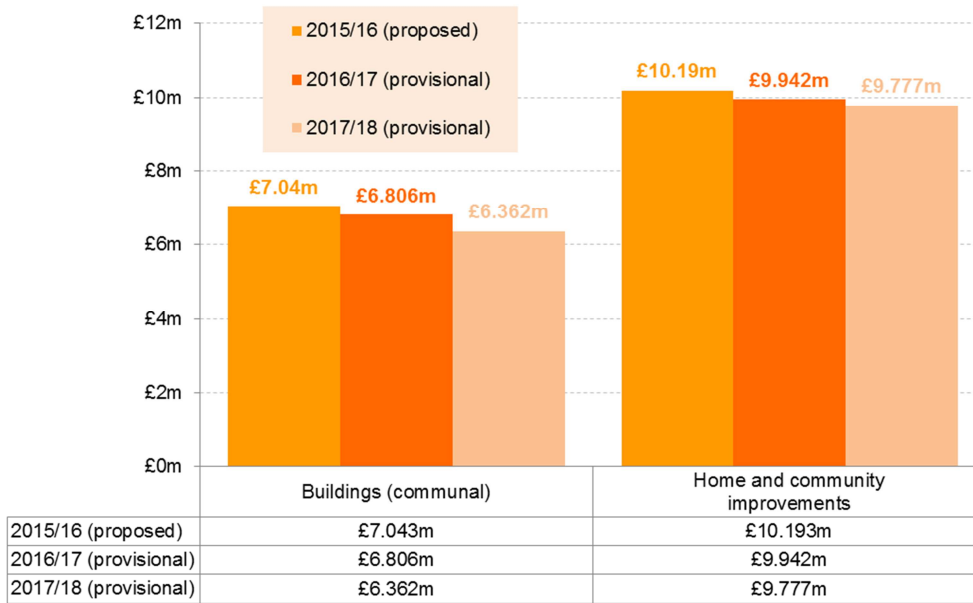 £12m
£10m
£8m
£6m
£4m
£2m
£0m
2015/16 (proposed)
2016/17 (provisional)
2017/18 (provisional)
£7.04m
£6.806m
£6.362m
£10.19m
£9.942m
£9.777m
Buildings (communal)
Home and community
improvements
2015/16 (proposed) £7.043m £10.193m
2016/17 (provisional) £6.806m £9.942m
2017/18 (provisional) £6.362m £9.777m